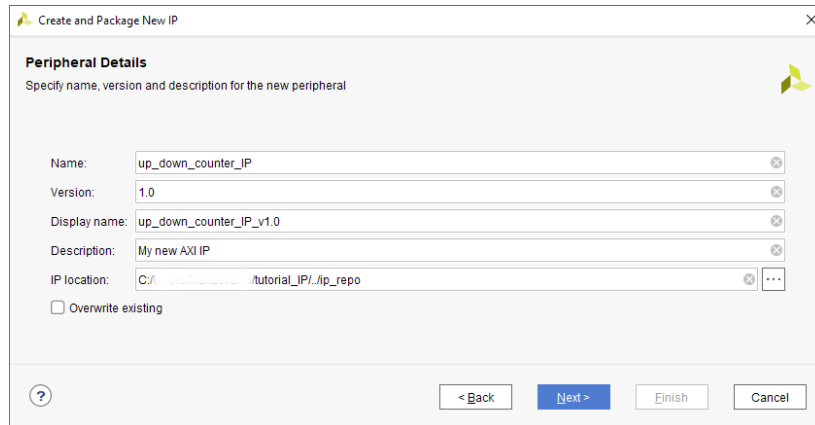 Create and Package New IP
Peripheral Details
Specify name, version and description for the new peripheral
Name: up_down_counter_IP
Version: 1.0
Display name: up_down_counter_IP_v1.0
Description: My new AXI IP
IP location: C:/ /tutorial_IP/../ip_repo ...
Overwrite existing
? < Back Next > Finish Cancel